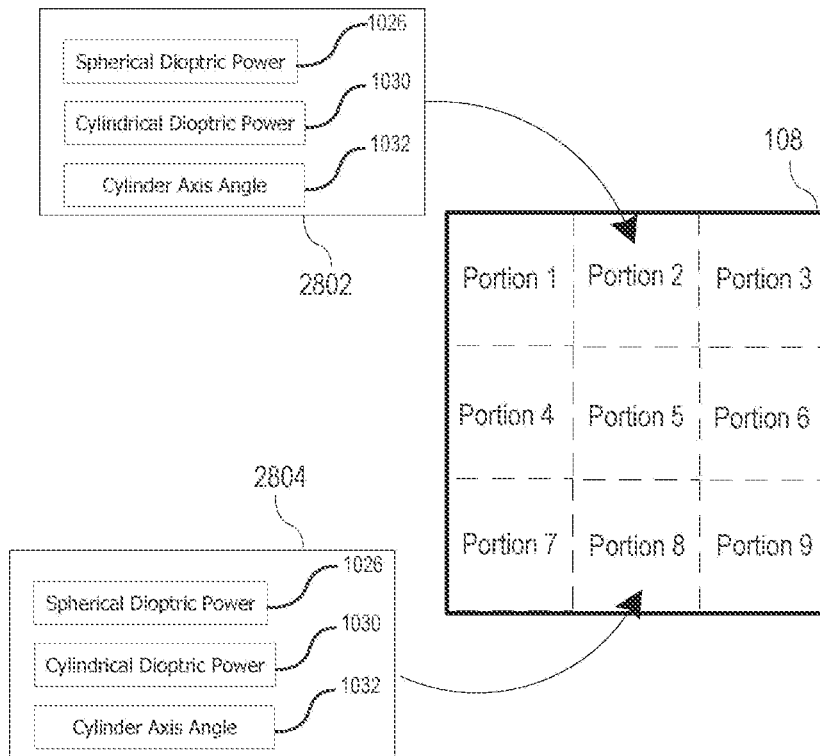 1026
Spherical Dioptric Power
1030
Cylindrical Dioptric Power
1032
Cylinder Axis Angle
2802
108
Portion 1 Portion 2 Portion 3
Portion 4 Portion 5 Portion 6
Portion 7 Portion 8 Portion 9
2804
1026
Spherical Dioptric Power
1030
Cylindrical Dioptric Power
1032
Cylinder Axis Angle